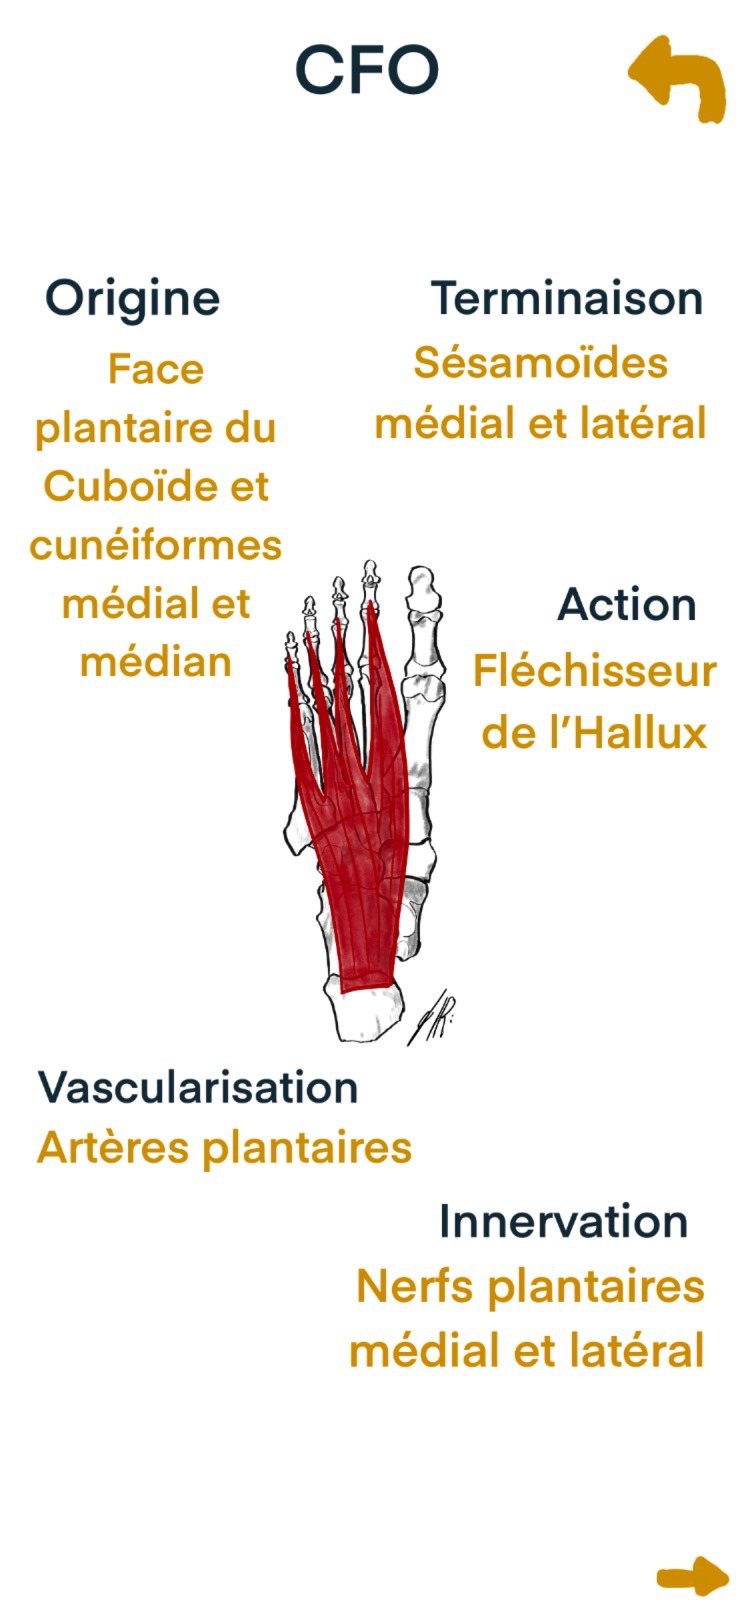 CFO
Origine
Face
plantaire du
Cuboïde et
cunéiformes
médial et
médian
Terminaison
Sésamoïdes
médial et latéral
Action
Fléchisseur
de l’Hallux
Vascularisation
Artères plantaires
Innervation
Nerfs plantaires
médial et latéral